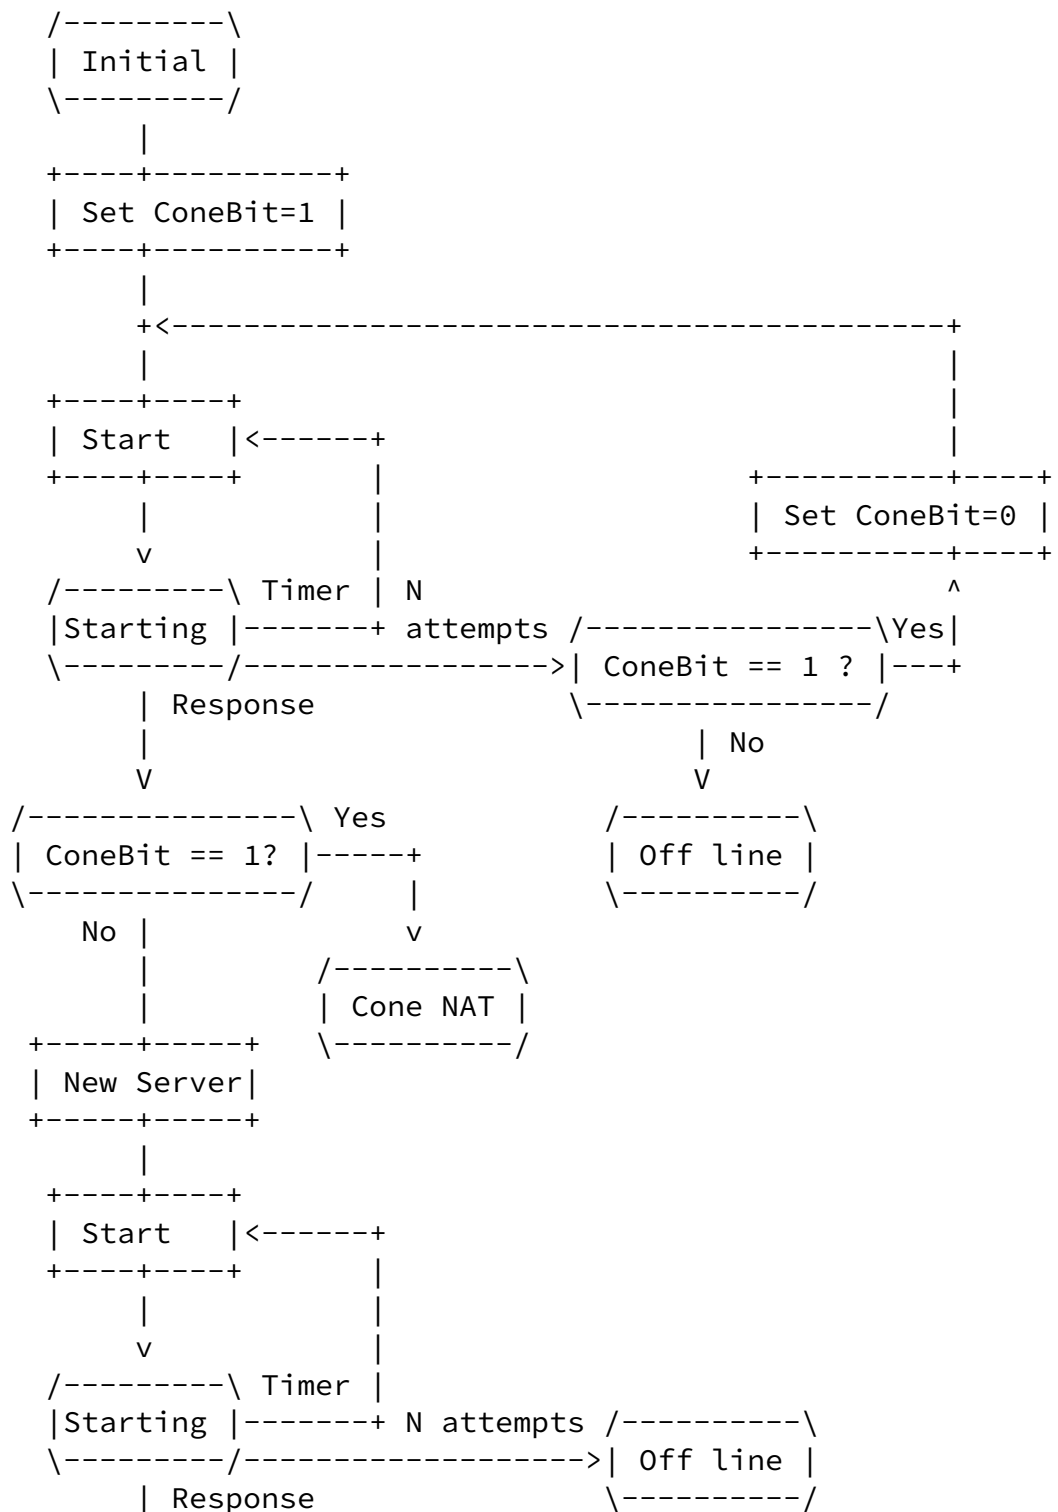 /---------\
| Initial |
\---------/
     |
+----+----------+
| Set ConeBit=1 |
+----+----------+
     |
     +<-------------------------------------------+
     |                                            |
+----+----+                                       |
| Start   |<------+                               |
+----+----+       |                    +----------+----+
     |            |                    | Set ConeBit=0 |
     v            |                    +----------+----+
/---------\ Timer | N                             ^
|Starting |-------+ attempts /----------------\Yes|
\---------/----------------->| ConeBit == 1 ? |---+
     | Response              \----------------/
     |                              | No
     V                              V
/---------------\ Yes                /----------\
| ConeBit == 1? |-----+              | Off line |
\---------------/     |              \----------/
    No |              v
       |         /----------\
       |         | Cone NAT |
 +-----+-----+   \----------/
 | New Server|
 +-----+-----+
     |
+----+----+
| Start   |<------+
+----+----+       |
     |            |
     v            |
/---------\ Timer |
|Starting |-------+ N attempts /----------\
\---------/------------------->| Off line |
     | Response                \----------/